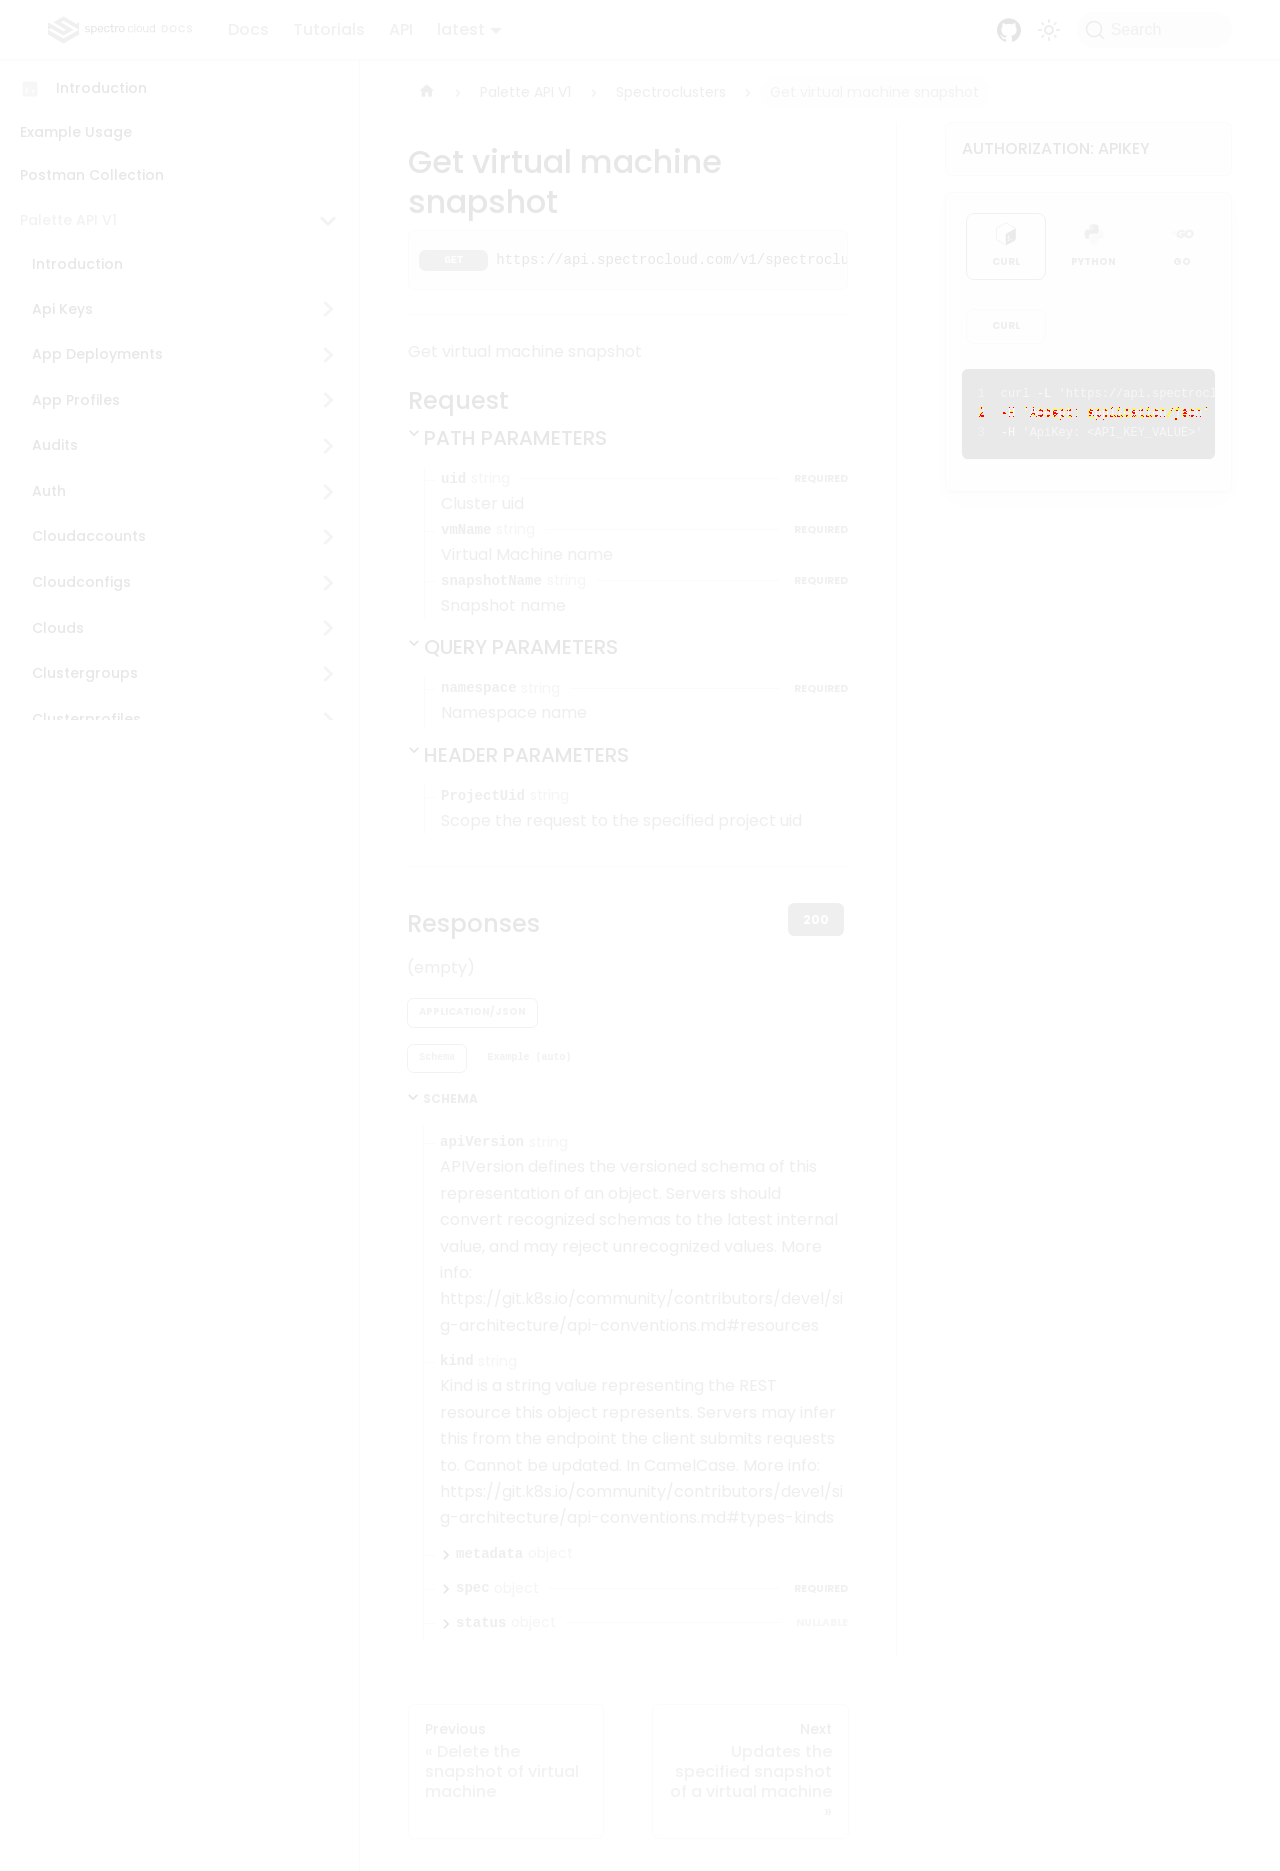 spectro cloud DOCS
Docs
Tutorials
API
latest
Search
Introduction
Example Usage
Postman Collection
Palette API V1
Introduction
Api Keys
App Deployments
App Profiles
Audits
Auth
Cloudaccounts
Cloudconfigs
Clouds
Clustergroups
Clusterprofiles
Palette API V1
Spectroclusters
Get virtual machine snapshot
Get virtual machine
snapshot
GET https://api.spectrocloud.com/v1/spectroclu
Get virtual machine snapshot
Request
PATH PARAMETERS
uid string REQUIRED
Cluster uid
vmName string REQUIRED
Virtual Machine name
snapshotName string REQUIRED
Snapshot name
QUERY PARAMETERS
namespace string REQUIRED
Namespace name
HEADER PARAMETERS
ProjectUid string
Scope the request to the specified project uid
Responses
200
(empty)
APPLICATION/JSON
Schema Example (auto)
SCHEMA
apiVersion string
APIVersion defines the versioned schema of this
representation of an object. Servers should
convert recognized schemas to the latest internal
value, and may reject unrecognized values. More
info:
https://git.k8s.io/community/contributors/devel/si
g-architecture/api-conventions.md#resources
kind string
Kind is a string value representing the REST
resource this object represents. Servers may infer
this from the endpoint the client submits requests
to. Cannot be updated. In CamelCase. More info:
https://git.k8s.io/community/contributors/devel/si
g-architecture/api-conventions.md#types-kinds
metadata object
spec object REQUIRED
status object NULLABLE
Previous
« Delete the
snapshot of virtual
machine
Next
Updates the
specified snapshot
of a virtual machine
»
AUTHORIZATION: APIKEY
CURL
PYTHON
GO
GO
CURL
1 curl -L 'https://api.spectrocl
2 -H 'Accept: application/json'
3 -H 'ApiKey: <API_KEY_VALUE>'